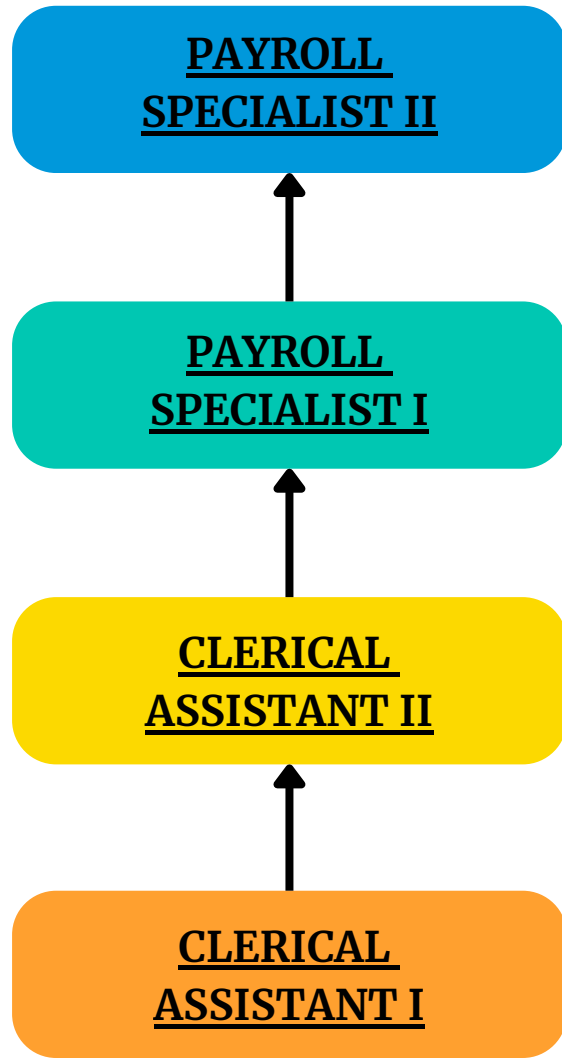 PAYROLL
SPECIALIST II
PAYROLL
SPECIALIST I
CLERICAL
ASSISTANT II
CLERICAL
ASSISTANT I